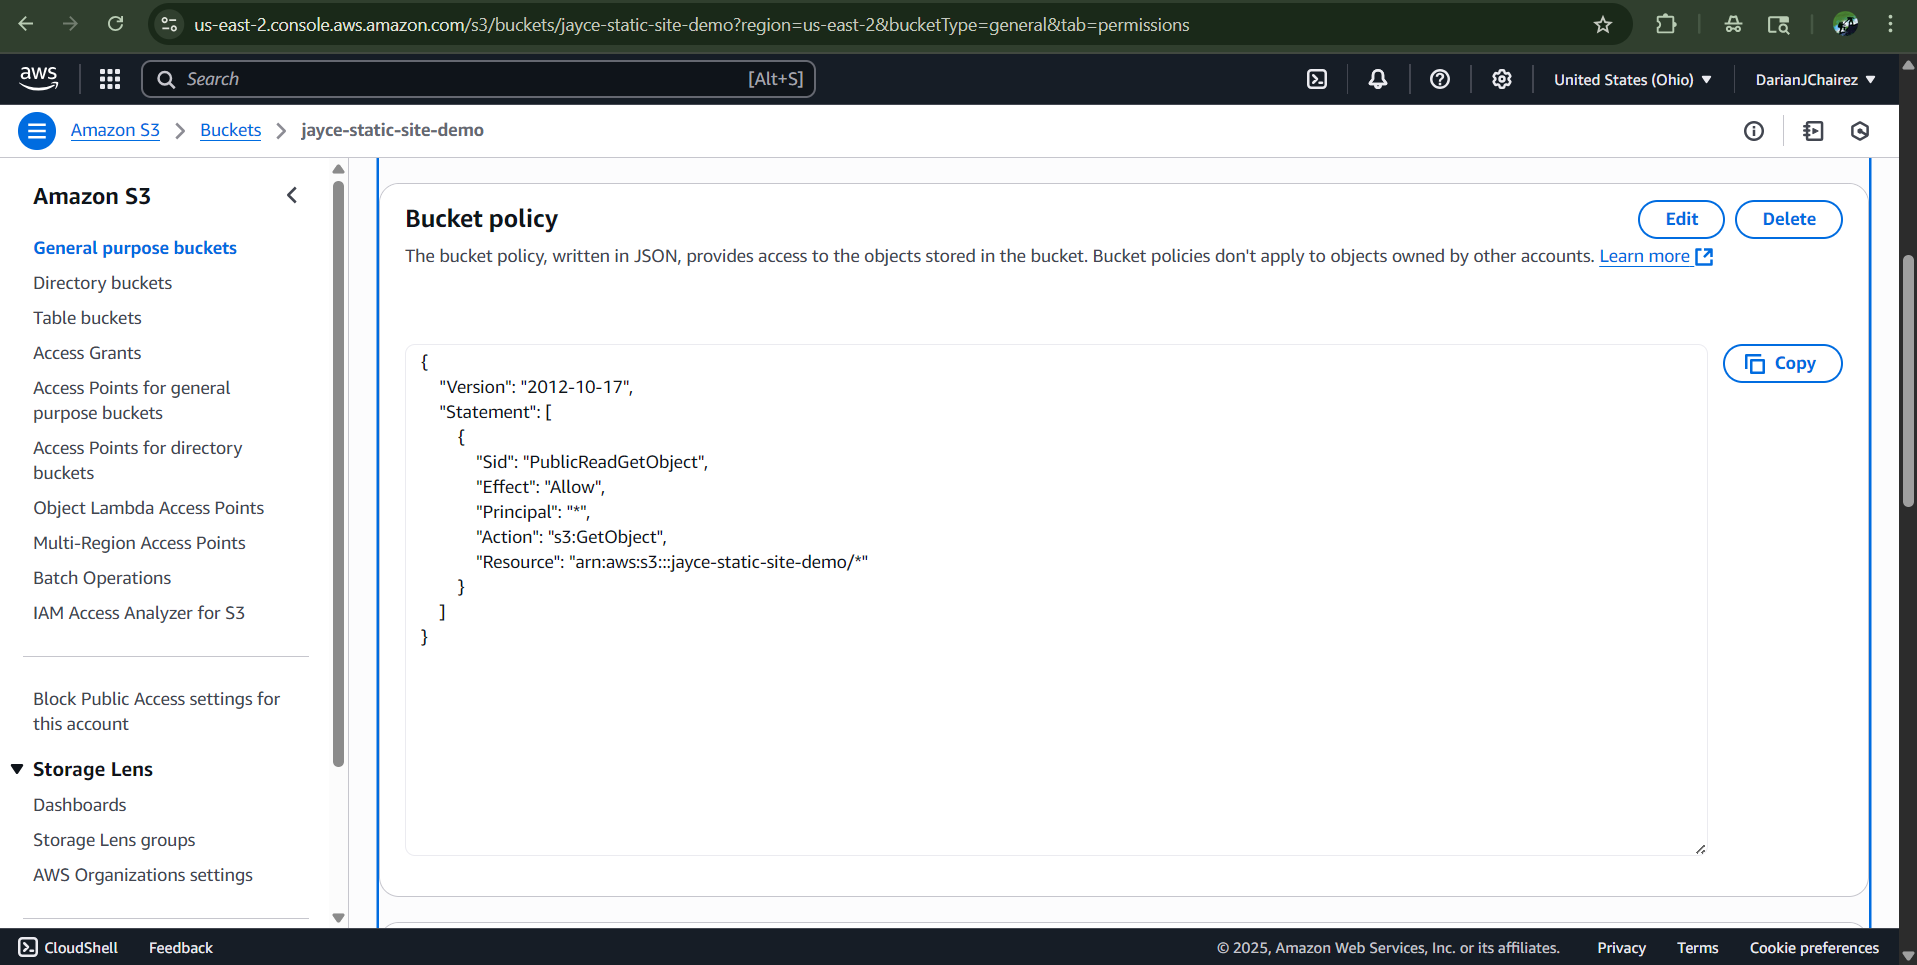 us-east-2.console.aws.amazon.com/s3/buckets/jayce-static-site-demo?region=us-east-2&bucketType=general&tab=permissions
aws
Search
[Alt+S]
United States (Ohio)
DarianJChairez
Amazon S3
Buckets
jayce-static-site-demo
Amazon S3
General purpose buckets
Directory buckets
Table buckets
Access Grants
Access Points for general
purpose buckets
Access Points for directory
buckets
Object Lambda Access Points
Multi-Region Access Points
Batch Operations
IAM Access Analyzer for S3
Block Public Access settings for
this account
Storage Lens
Dashboards
Storage Lens groups
AWS Organizations settings
Bucket policy
Edit
Delete
The bucket policy, written in JSON, provides access to the objects stored in the bucket. Bucket policies don't apply to objects owned by other accounts. Learn more
Copy
{
    "Version": "2012-10-17",
    "Statement": [
        {
            "Sid": "PublicReadGetObject",
            "Effect": "Allow",
            "Principal": "*",
            "Action": "s3:GetObject",
            "Resource": "arn:aws:s3:::jayce-static-site-demo/*"
        }
    ]
}
CloudShell
Feedback
© 2025, Amazon Web Services, Inc. or its affiliates.
Privacy
Terms
Cookie preferences